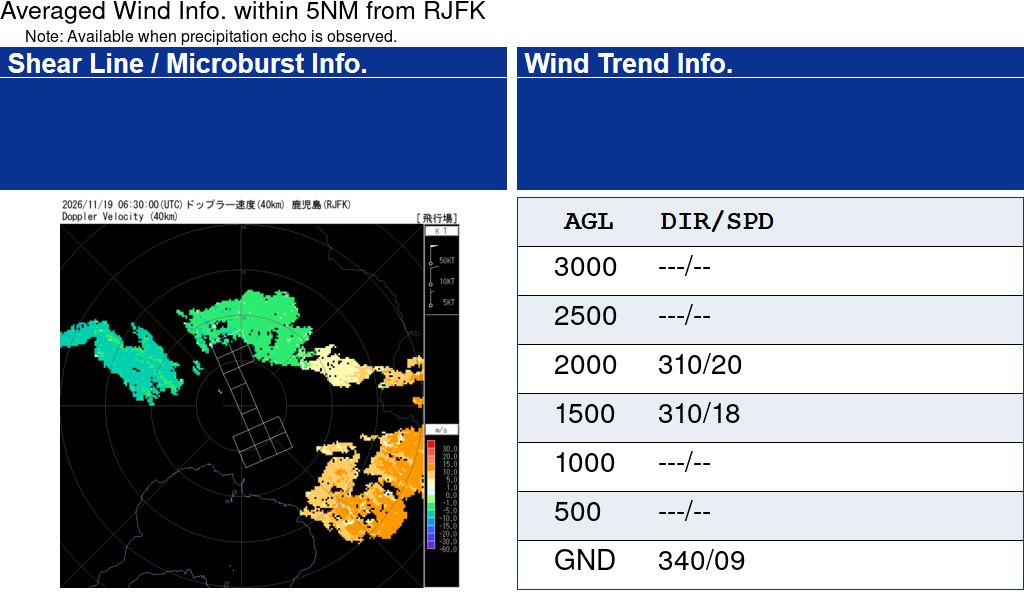 Averaged Wind Info. within 5NM from RJFK
Note: Available when precipitation echo is observed.
Shear Line / Microburst Info.
Wind Trend Info.
2026/11/19 06:30:00(UTC) ドップラー速度(40km) 鹿児島(RJFK)
Doppler Velocity (40km)
[飛行場]
K T
50KT
10KT
5KT
m/s
30.0
20.0
15.0
10.0
5.0
1.0
0.0
-1.0
-5.0
-10.0
-15.0
-20.0
-30.0
-60.0
AGL DIR/SPD
3000 ---/--
2500 ---/--
2000 310/20
1500 310/18
1000 ---/--
500 ---/--
GND 340/09